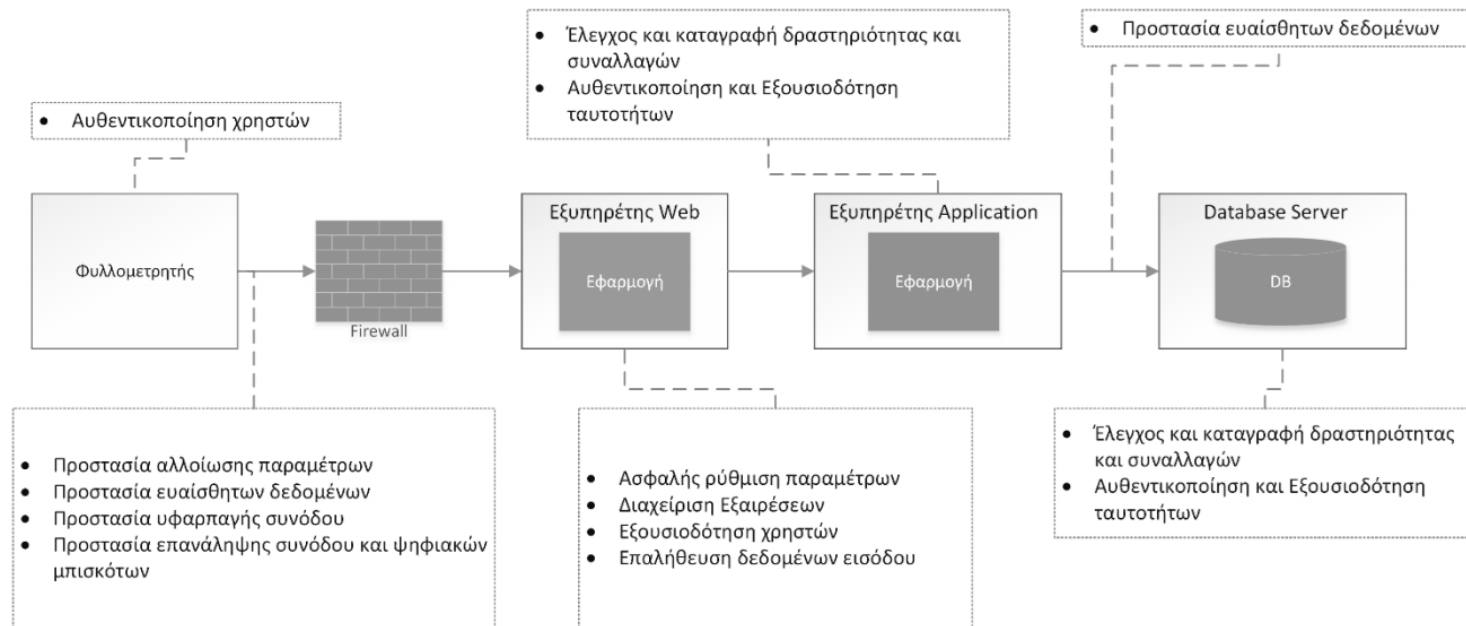 • Έλεγχος και καταγραφή δραστηριότητας και
συναλλαγών
• Αυθεντικοποίηση και Εξουσιοδότηση
ταυτοτήτων
• Προστασία ευαίσθητων δεδομένων
• Αυθεντικοποίηση χρηστών
Φυλλομετρητής
Firewall
Εξυπηρέτης Web
Εφαρμογή
Εξυπηρέτης Application
Εφαρμογή
Database Server
DB
• Προστασία αλλοίωσης παραμέτρων
• Προστασία ευαίσθητων δεδομένων
• Προστασία υφαρπαγής συνόδου
• Προστασία επανάληψης συνόδου και ψηφιακών
μπισκότων
• Ασφαλής ρύθμιση παραμέτρων
• Διαχείριση Εξαιρέσεων
• Εξουσιοδότηση χρηστών
• Επαλήθευση δεδομένων εισόδου
• Έλεγχος και καταγραφή δραστηριότητας
και συναλλαγών
• Αυθεντικοποίηση και Εξουσιοδότηση
ταυτοτήτων